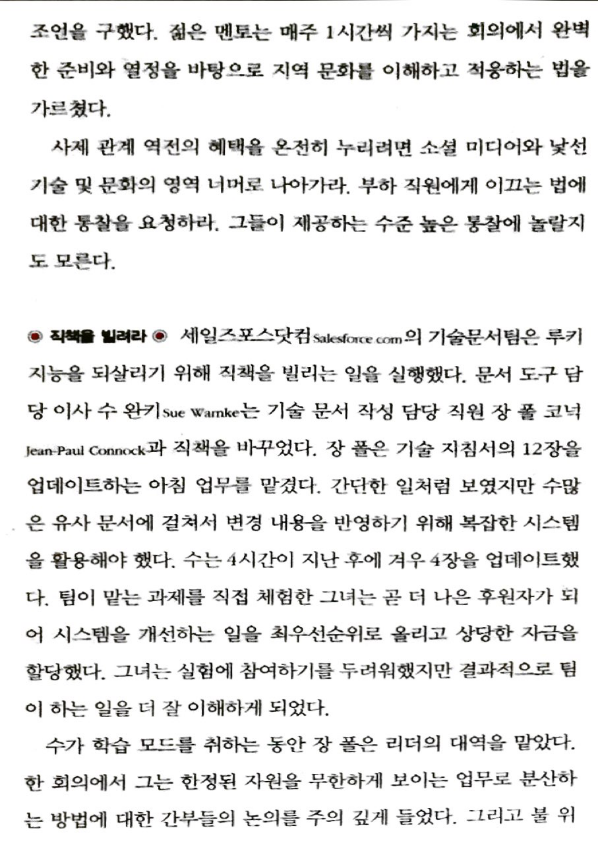 조언을 구했다. 젊은 멘토는 매주 1시간씩 가지는 회의에서 완벽
한 준비와 열정을 바탕으로 지역 문화를 이해하고 적응하는 법을
가르쳤다.
사제 관계 역전의 혜택을 온전히 누리려면 소셜 미디어와 낯선
기술 및 문화의 영역 너머로 나아가라. 부하 직원에게 이끄는 법에
대한 통찰을 요청하라. 그들이 제공하는 수준 높은 통찰에 놀랄지
도 모른다.
◉ 직책을 빌려라 ◉ 세일즈포스닷컴Salesforce com의 기술문서팀은 루키
지능을 되살리기 위해 직책을 빌리는 일을 실행했다. 문서 도구 담
당 이사 수 완키Sue Warnke는 기술 문서 작성 담당 직원 장 폴 코넉
Jean-Paul Connock과 직책을 바꾸었다. 장 폴은 기술 지침서의 12장을
업데이트하는 아침 업무를 맡겼다. 간단한 일처럼 보였지만 수많
은 유사 문서에 걸쳐서 변경 내용을 반영하기 위해 복잡한 시스템
을 활용해야 했다. 수는 4시간이 지난 후에 겨우 4장을 업데이트했
다. 팀이 맡는 과제를 직접 체험한 그녀는 곧 더 나은 후원자가 되
어 시스템을 개선하는 일을 최우선순위로 올리고 상당한 자금을
할당했다. 그녀는 실험에 참여하기를 두려워했지만 결과적으로 팀
이 하는 일을 더 잘 이해하게 되었다.
수가 학습 모드를 취하는 동안 장 폴은 리더의 대역을 맡았다.
한 회의에서 그는 한정된 자원을 무한하게 보이는 업무로 분산하
는 방법에 대한 간부들의 논의를 주의 깊게 들었다. 그리고 불 위